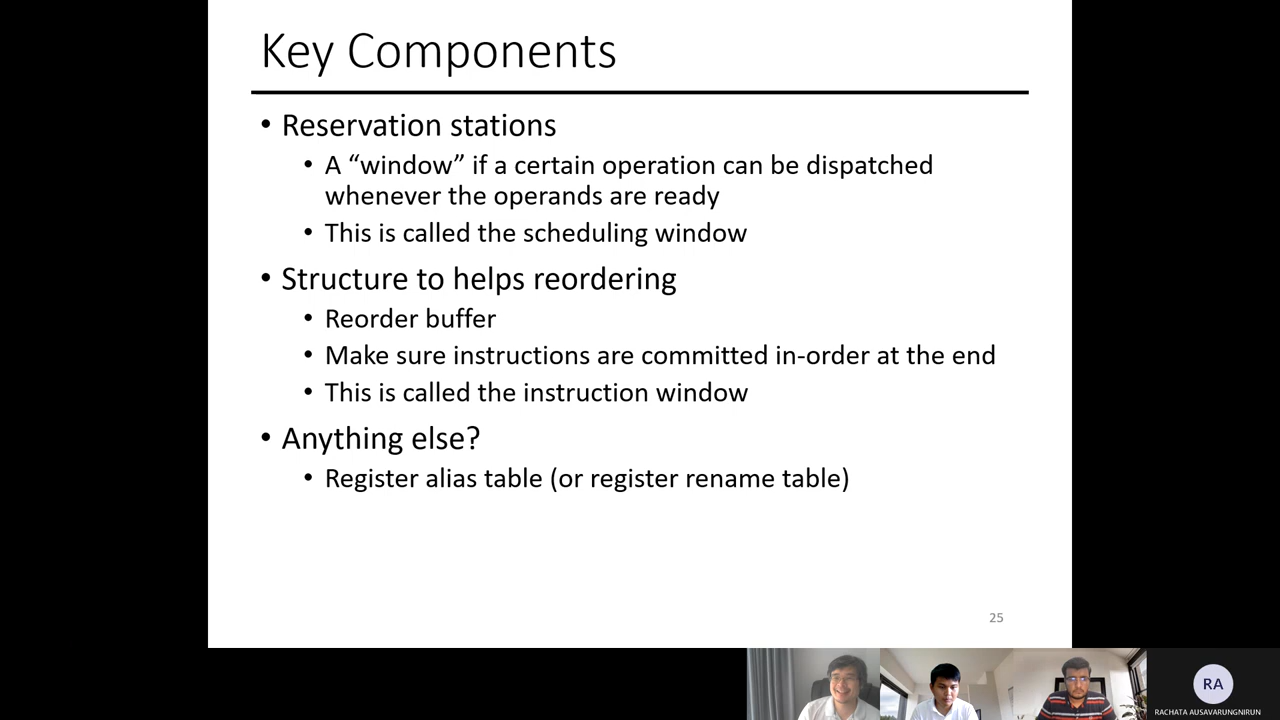 Key Components
• Reservation stations
• A “window” if a certain operation can be dispatched
whenever the operands are ready
• This is called the scheduling window
• Structure to helps reordering
• Reorder buffer
• Make sure instructions are committed in-order at the end
• This is called the instruction window
• Anything else?
• Register alias table (or register rename table)
25
RA
RACHATA AUSAVARUNGNIRUN